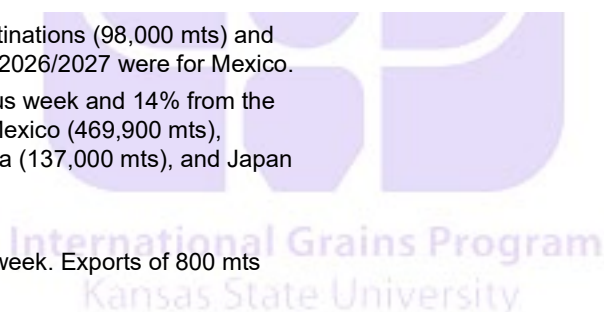 tinations (98,000 mts) and
2026/2027 were for Mexico.
us week and 14% from the
Mexico (469,900 mts),
a (137,000 mts), and Japan
International Grains Program
week. Exports of 800 mts
Kansas State University